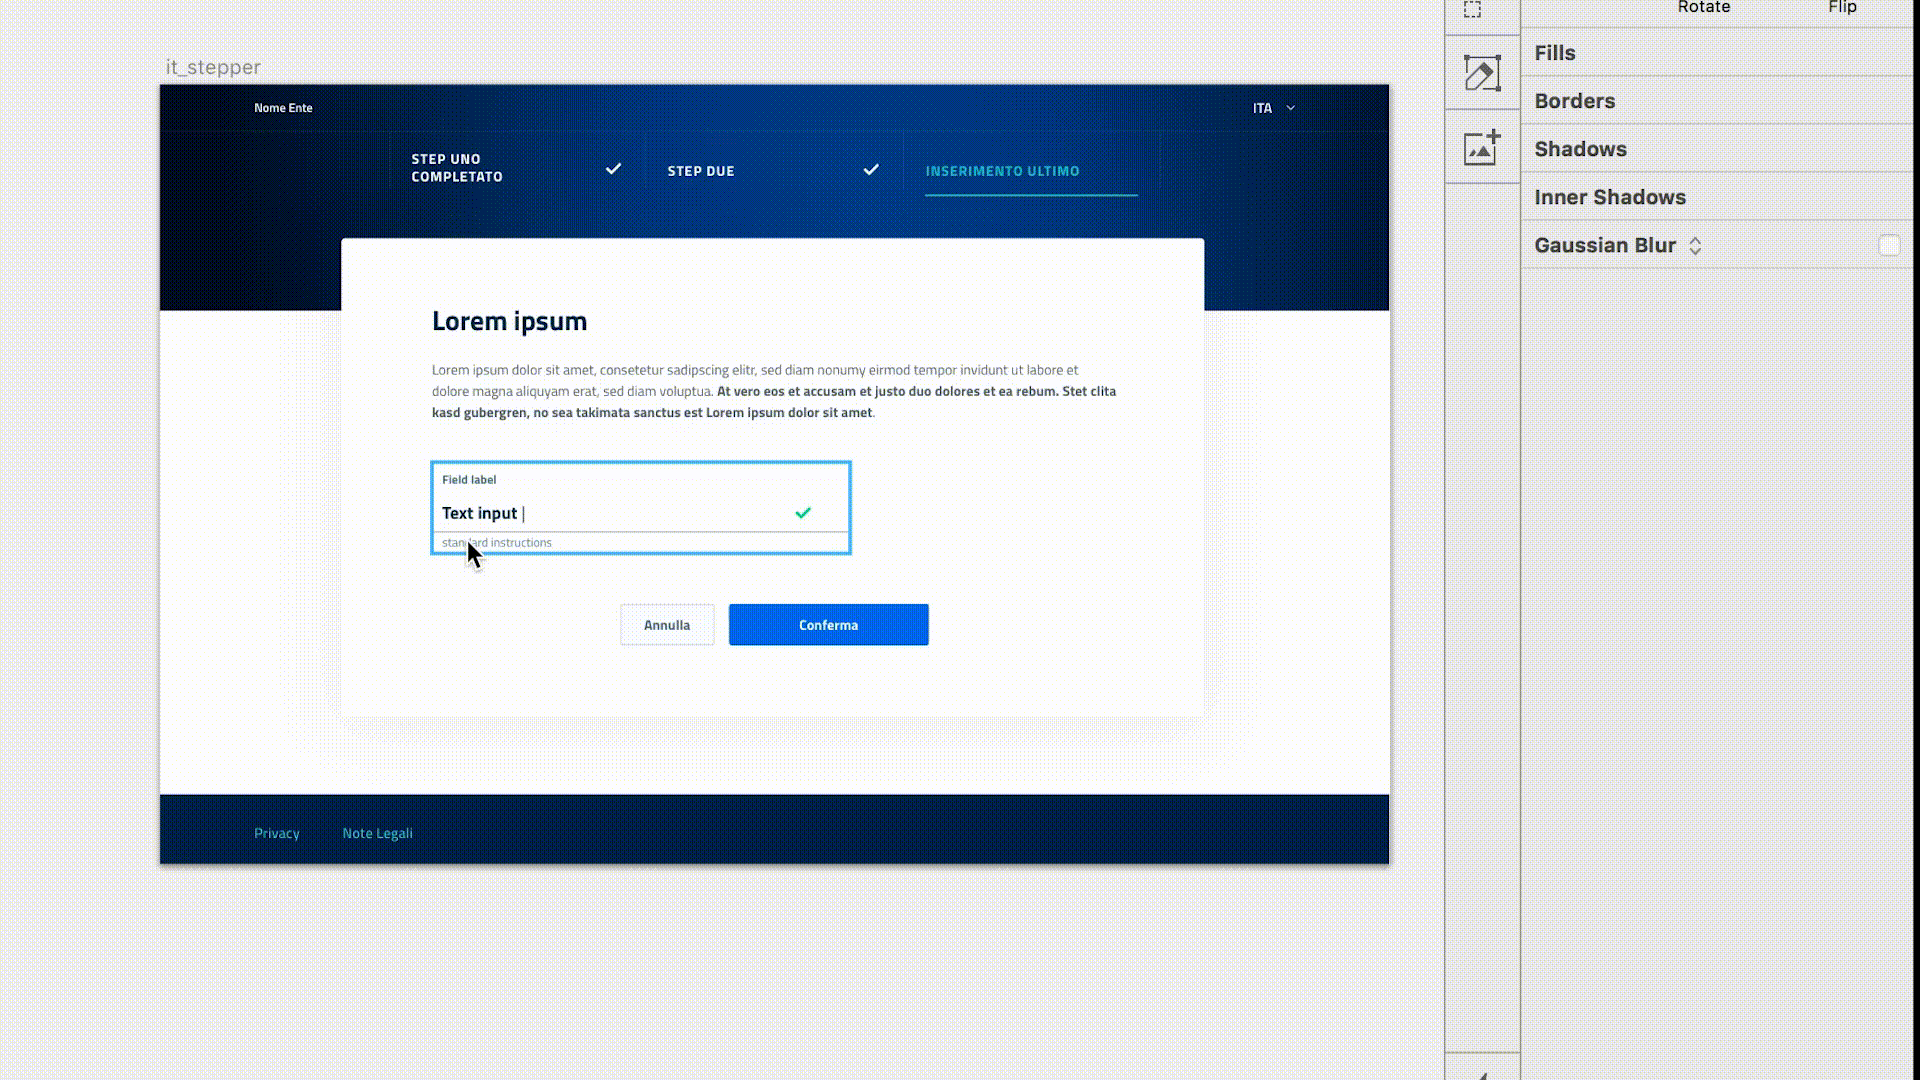 Rotate Flip
Fills
Borders
Shadows
Inner Shadows
Gaussian Blur
it_stepper
Nome Ente
ITA
STEP UNO
COMPLETATO
STEP DUE
INSERIMENTO ULTIMO
Lorem ipsum
Lorem ipsum dolor sit amet, consetetur sadipscing elitr, sed diam nonumy eirmod tempor invidunt ut labore et
dolore magna aliquyam erat, sed diam voluptua. At vero eos et accusam et justo duo dolores et ea rebum. Stet clita
kasd gubergren, no sea takimata sanctus est Lorem ipsum dolor sit amet.
Field label
Text input
standard instructions
Annulla
Conferma
Privacy
Note Legali